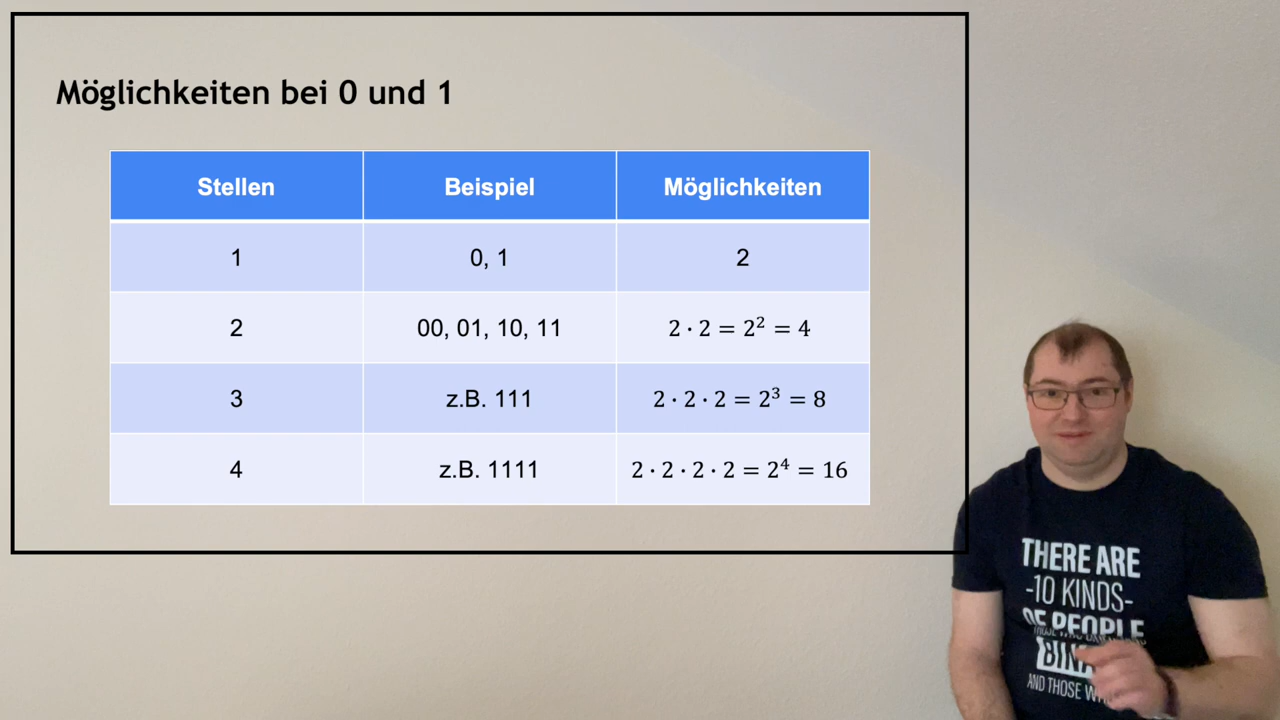 Möglichkeiten bei 0 und 1
Stellen Beispiel Möglichkeiten
1 0, 1 2
2 00, 01, 10, 11 2 · 2 = 2² = 4
3 z.B. 111 2 · 2 · 2 = 2³ = 8
4 z.B. 1111 2 · 2 · 2 · 2 = 2⁴ = 16
THERE ARE
-10 KINDS-
OF PEOPLE
AND THOSE